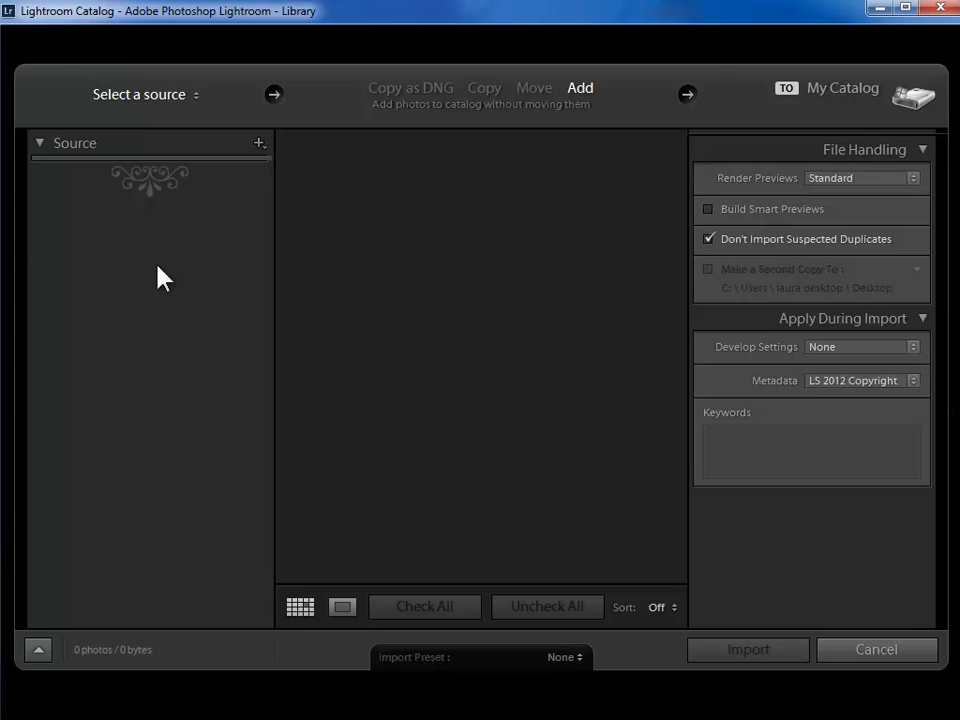 Lr Lightroom Catalog - Adobe Photoshop Lightroom - Library
Select a source
Copy as DNG Copy Move Add
Add photos to catalog without moving them
TO My Catalog
Source
File Handling
Render Previews Standard
Build Smart Previews
Don't Import Suspected Duplicates
Make a Second Copy To :
C: \ Users \ laura desktop \ Desktop
Apply During Import
Develop Settings None
Metadata LS 2012 Copyright
Keywords
Check All Uncheck All Sort: Off
0 photos / 0 bytes
Import Preset : None
Import Cancel